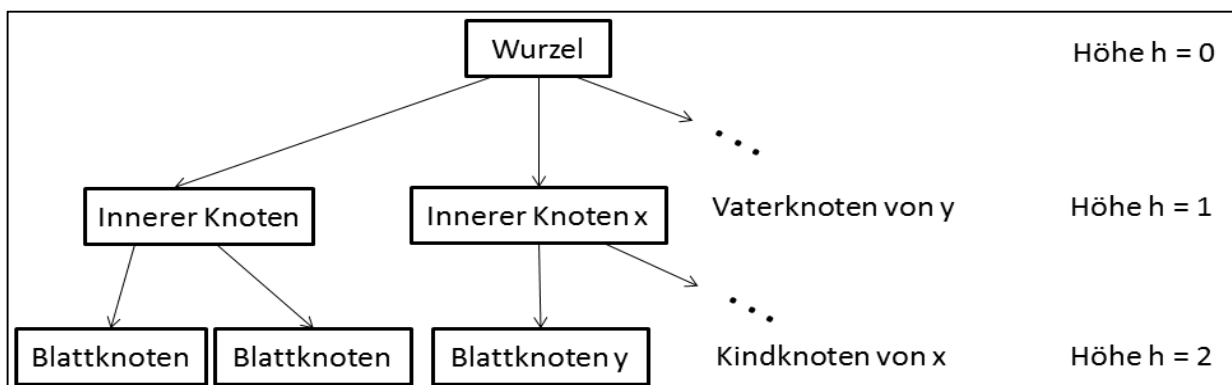 Wurzel Höhe h = 0
Innerer Knoten Innerer Knoten x Vaterknoten von y Höhe h = 1
Blattknoten Blattknoten Blattknoten y Kindknoten von x Höhe h = 2